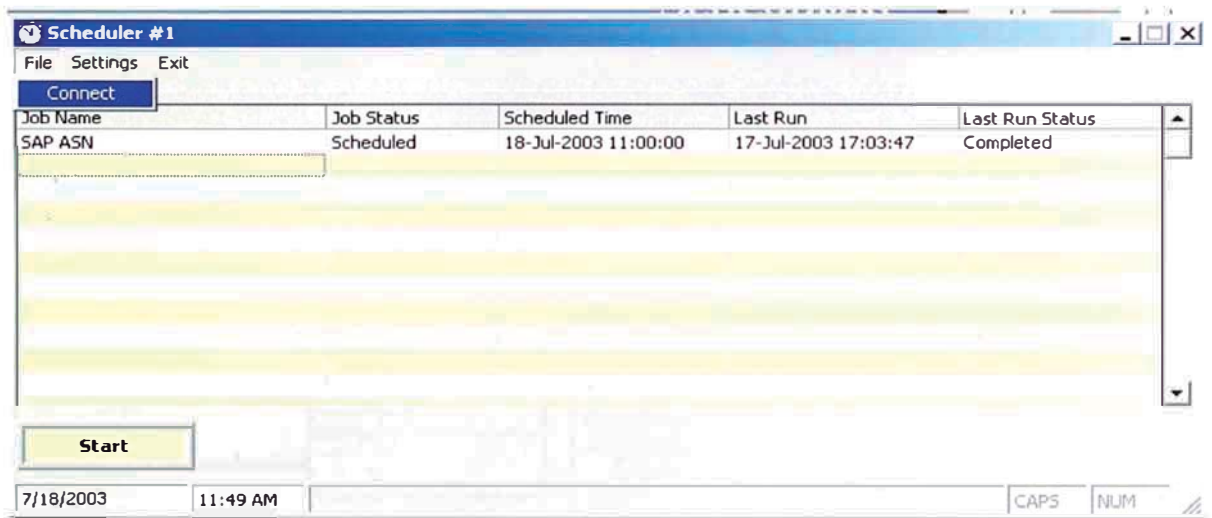 Scheduler #1
File Settings Exit
Connect
Job Name Job Status Scheduled Time Last Run Last Run Status
SAP ASN Scheduled 18-Jul-2003 11:00:00 17-Jul-2003 17:03:47 Completed
Start
7/18/2003 11:49 AM CAPS NUM